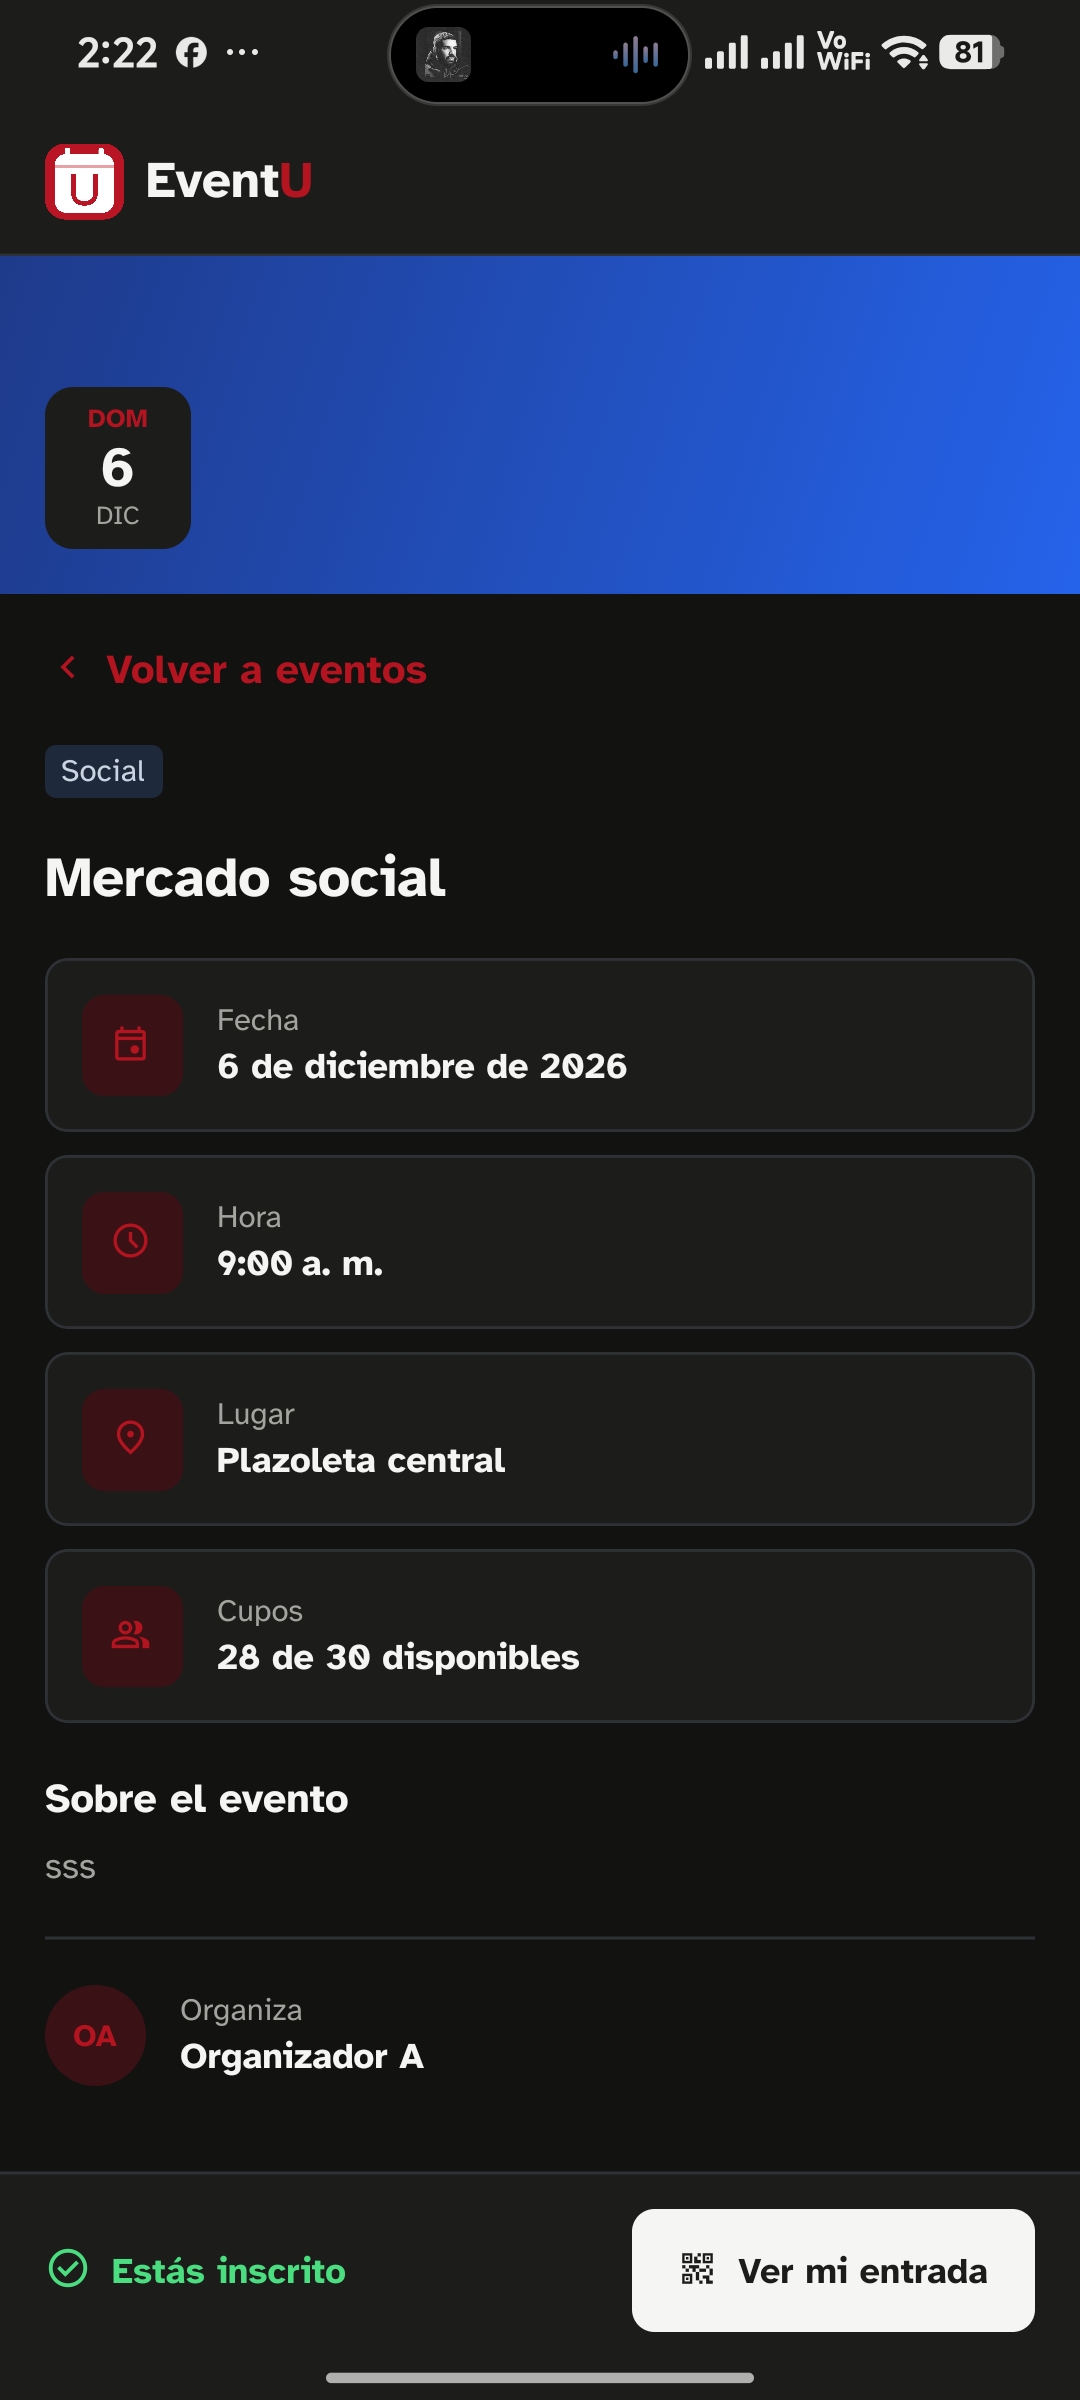 2:22
Vo
WiFi
81
U
EventU
DOM
6
DIC
Volver a eventos
Social
Mercado social
Fecha
6 de diciembre de 2026
Hora
9:00 a. m.
Lugar
Plazoleta central
Cupos
28 de 30 disponibles
Sobre el evento
sss
OA
Organiza
Organizador A
Estás inscrito
Ver mi entrada